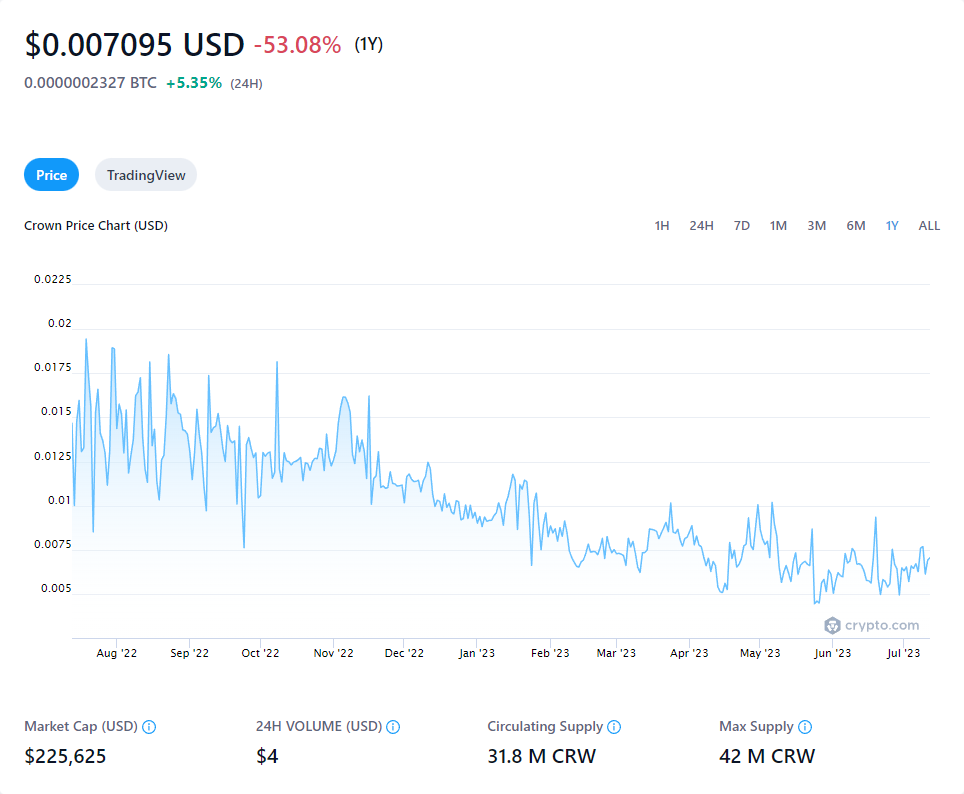 $0.007095 USD -53.08% (1Y)
0.0000002327 BTC +5.35% (24H)
Price TradingView
Crown Price Chart (USD) 1H 24H 7D 1M 3M 6M 1Y ALL
0.0225
0.02
0.0175
0.015
0.0125
0.01
0.0075
0.005
crypto.com
Aug '22 Sep '22 Oct '22 Nov '22 Dec '22 Jan '23 Feb '23 Mar '23 Apr '23 May '23 Jun '23 Jul '23
Market Cap (USD) 24H VOLUME (USD) Circulating Supply Max Supply
$225,625 $4 31.8 M CRW 42 M CRW